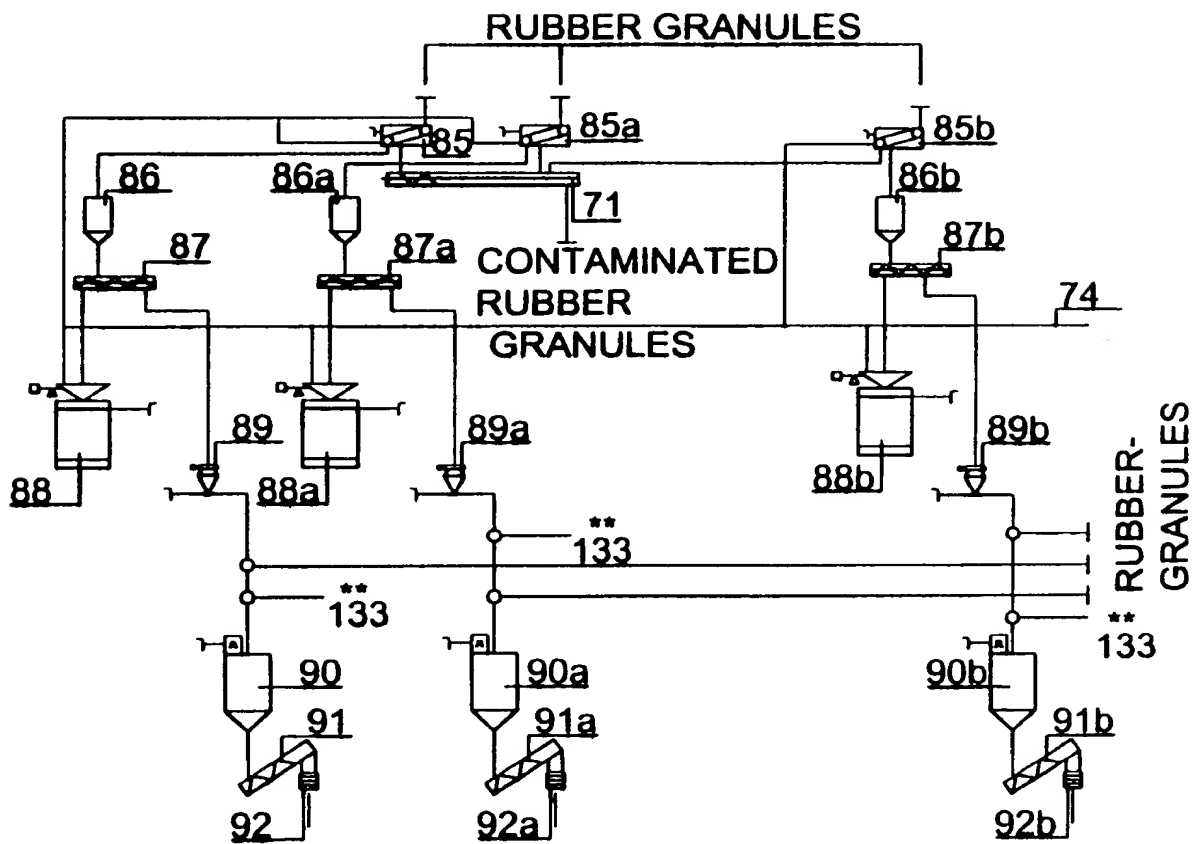 RUBBER GRANULES
85
85a
85b
86
86a
86b
71
87
87a
87b
CONTAMINATED
RUBBER
GRANULES
74
88
88a
88b
89
89a
89b
RUBBER-
GRANULES
**
133
**
133
**
133
A
A
A
90
90a
90b
91
91a
91b
92
92a
92b